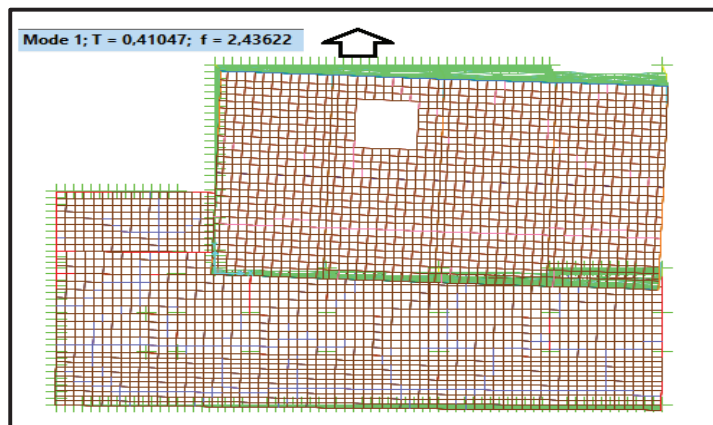 Mode 1; T = 0,41047; f = 2,43622